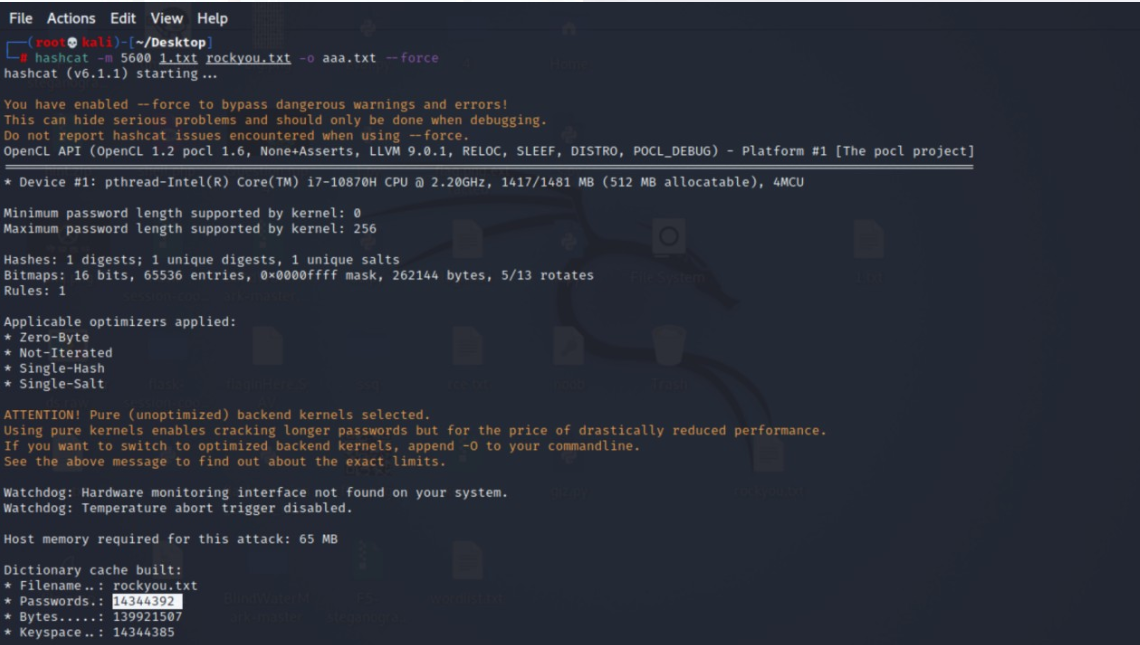 File Actions Edit View Help
(root💀kali)-[~/Desktop]
# hashcat -m 5600 1.txt rockyou.txt -o aaa.txt --force
hashcat (v6.1.1) starting...
You have enabled --force to bypass dangerous warnings and errors!
This can hide serious problems and should only be done when debugging.
Do not report hashcat issues encountered when using --force.
OpenCL API (OpenCL 1.2 pocl 1.6, None+Asserts, LLVM 9.0.1, RELOC, SLEEF, DISTRO, POCL_DEBUG) - Platform #1 [The pocl project]
* Device #1: pthread-Intel(R) Core(TM) i7-10870H CPU @ 2.20GHz, 1417/1481 MB (512 MB allocatable), 4MCU
Minimum password length supported by kernel: 0
Maximum password length supported by kernel: 256
Hashes: 1 digests; 1 unique digests, 1 unique salts
Bitmaps: 16 bits, 65536 entries, 0x0000ffff mask, 262144 bytes, 5/13 rotates
Rules: 1
Applicable optimizers applied:
* Zero-Byte
* Not-Iterated
* Single-Hash
* Single-Salt
ATTENTION! Pure (unoptimized) backend kernels selected.
Using pure kernels enables cracking longer passwords but for the price of drastically reduced performance.
If you want to switch to optimized backend kernels, append -O to your commandline.
See the above message to find out about the exact limits.
Watchdog: Hardware monitoring interface not found on your system.
Watchdog: Temperature abort trigger disabled.
Host memory required for this attack: 65 MB
Dictionary cache built:
* Filename..: rockyou.txt
* Passwords.: 14344392
* Bytes.....: 139921507
* Keyspace..: 14344385